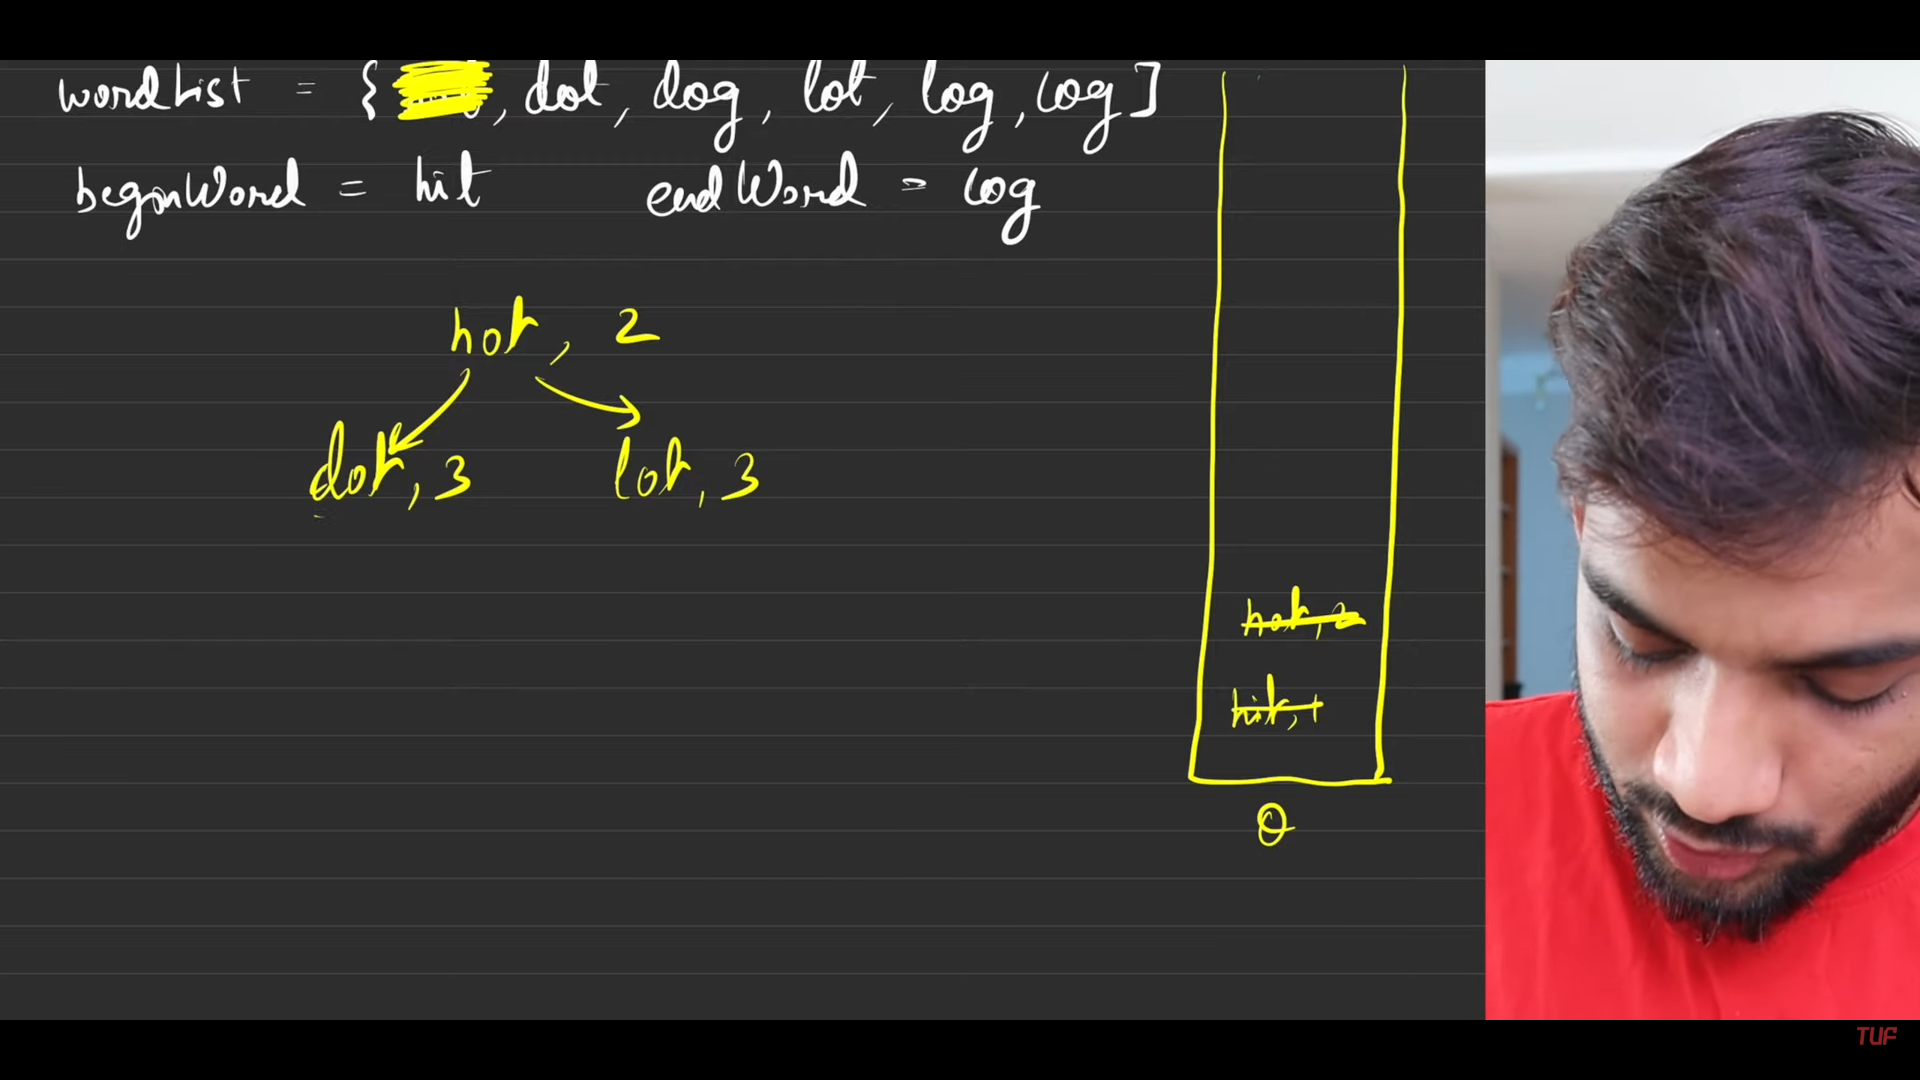 wordList = { , dot, dog, lot, log, cog]
beginWord = hit endWord = cog
hot, 2
dot, 3 lot, 3
hot, 2
hit, 1
Q
TUF